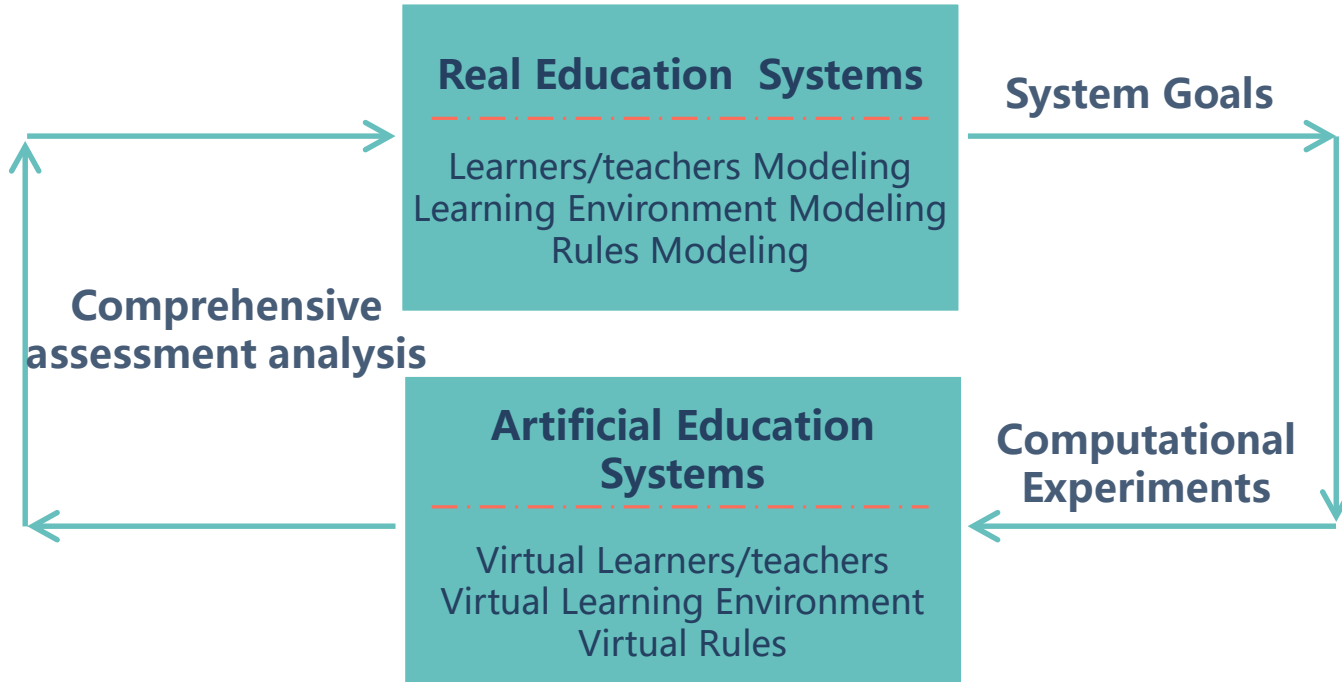 Real Education  Systems
Learners/teachers Modeling
Learning Environment Modeling
Rules Modeling
System Goals
Comprehensive
assessment analysis
Artificial Education
Systems
Virtual Learners/teachers
Virtual Learning Environment
Virtual Rules
Computational
Experiments